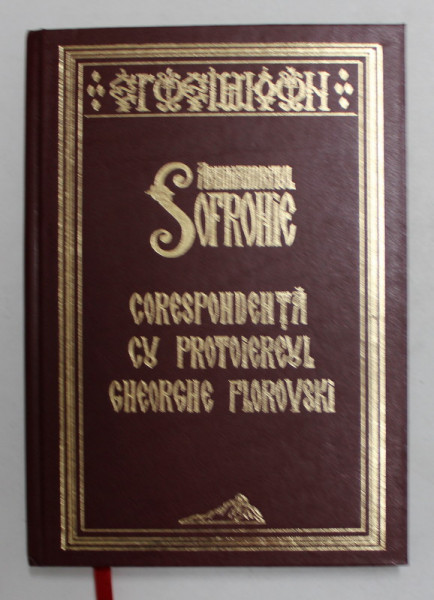 Arhimandritul
Sofronie
Corespondență
cu Protoiereul
Gheorghe Florovski